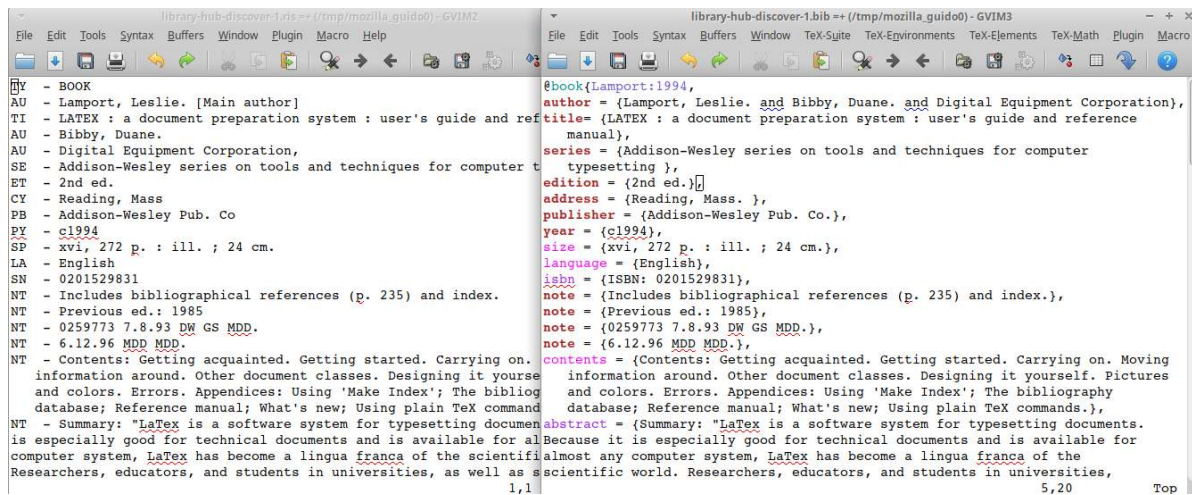 library-hub-discover-1.ris =+ (/tmp/mozilla_guido0) - GVIM2
File Edit Tools Syntax Buffers Window Plugin Macro Help
TY - BOOK
AU - Lamport, Leslie. [Main author]
TI - LATEX : a document preparation system : user's guide and ref
AU - Bibby, Duane.
AU - Digital Equipment Corporation,
SE - Addison-Wesley series on tools and techniques for computer t
ET - 2nd ed.
CY - Reading, Mass
PB - Addison-Wesley Pub. Co
PY - c1994
SP - xvi, 272 p. : ill. ; 24 cm.
LA - English
SN - 0201529831
NT - Includes bibliographical references (p. 235) and index.
NT - Previous ed.: 1985
NT - 0259773 7.8.93 DW GS MDD.
NT - 6.12.96 MDD MDD.
NT - Contents: Getting acquainted. Getting started. Carrying on.
information around. Other document classes. Designing it yourse
and colors. Errors. Appendices: Using 'Make Index'; The bibliog
database; Reference manual; What's new; Using plain TeX command
NT - Summary: "LaTex is a software system for typesetting documen
is especially good for technical documents and is available for al
computer system, LaTex has become a lingua franca of the scientifi
Researchers, educators, and students in universities, as well as s
1,1
library-hub-discover-1.bib =+ (/tmp/mozilla_guido0) - GVIM3
File Edit Tools Syntax Buffers Window TeX-Suite TeX-Environments TeX-Elements TeX-Math Plugin Macro
@book{Lamport:1994,
author = {Lamport, Leslie. and Bibby, Duane. and Digital Equipment Corporation},
title= {LATEX : a document preparation system : user's guide and reference
manual},
series = {Addison-Wesley series on tools and techniques for computer
typesetting },
edition = {2nd ed.},
address = {Reading, Mass. },
publisher = {Addison-Wesley Pub. Co.},
year = {c1994},
size = {xvi, 272 p. : ill. ; 24 cm.},
language = {English},
isbn = {ISBN: 0201529831},
note = {Includes bibliographical references (p. 235) and index.},
note = {Previous ed.: 1985},
note = {0259773 7.8.93 DW GS MDD.},
note = {6.12.96 MDD MDD.},
contents = {Contents: Getting acquainted. Getting started. Carrying on. Moving
information around. Other document classes. Designing it yourself. Pictures
and colors. Errors. Appendices: Using 'Make Index'; The bibliography
database; Reference manual; What's new; Using plain TeX commands.},
abstract = {Summary: "LaTex is a software system for typesetting documents.
Because it is especially good for technical documents and is available for
almost any computer system, LaTex has become a lingua franca of the
scientific world. Researchers, educators, and students in universities,
5,20 Top